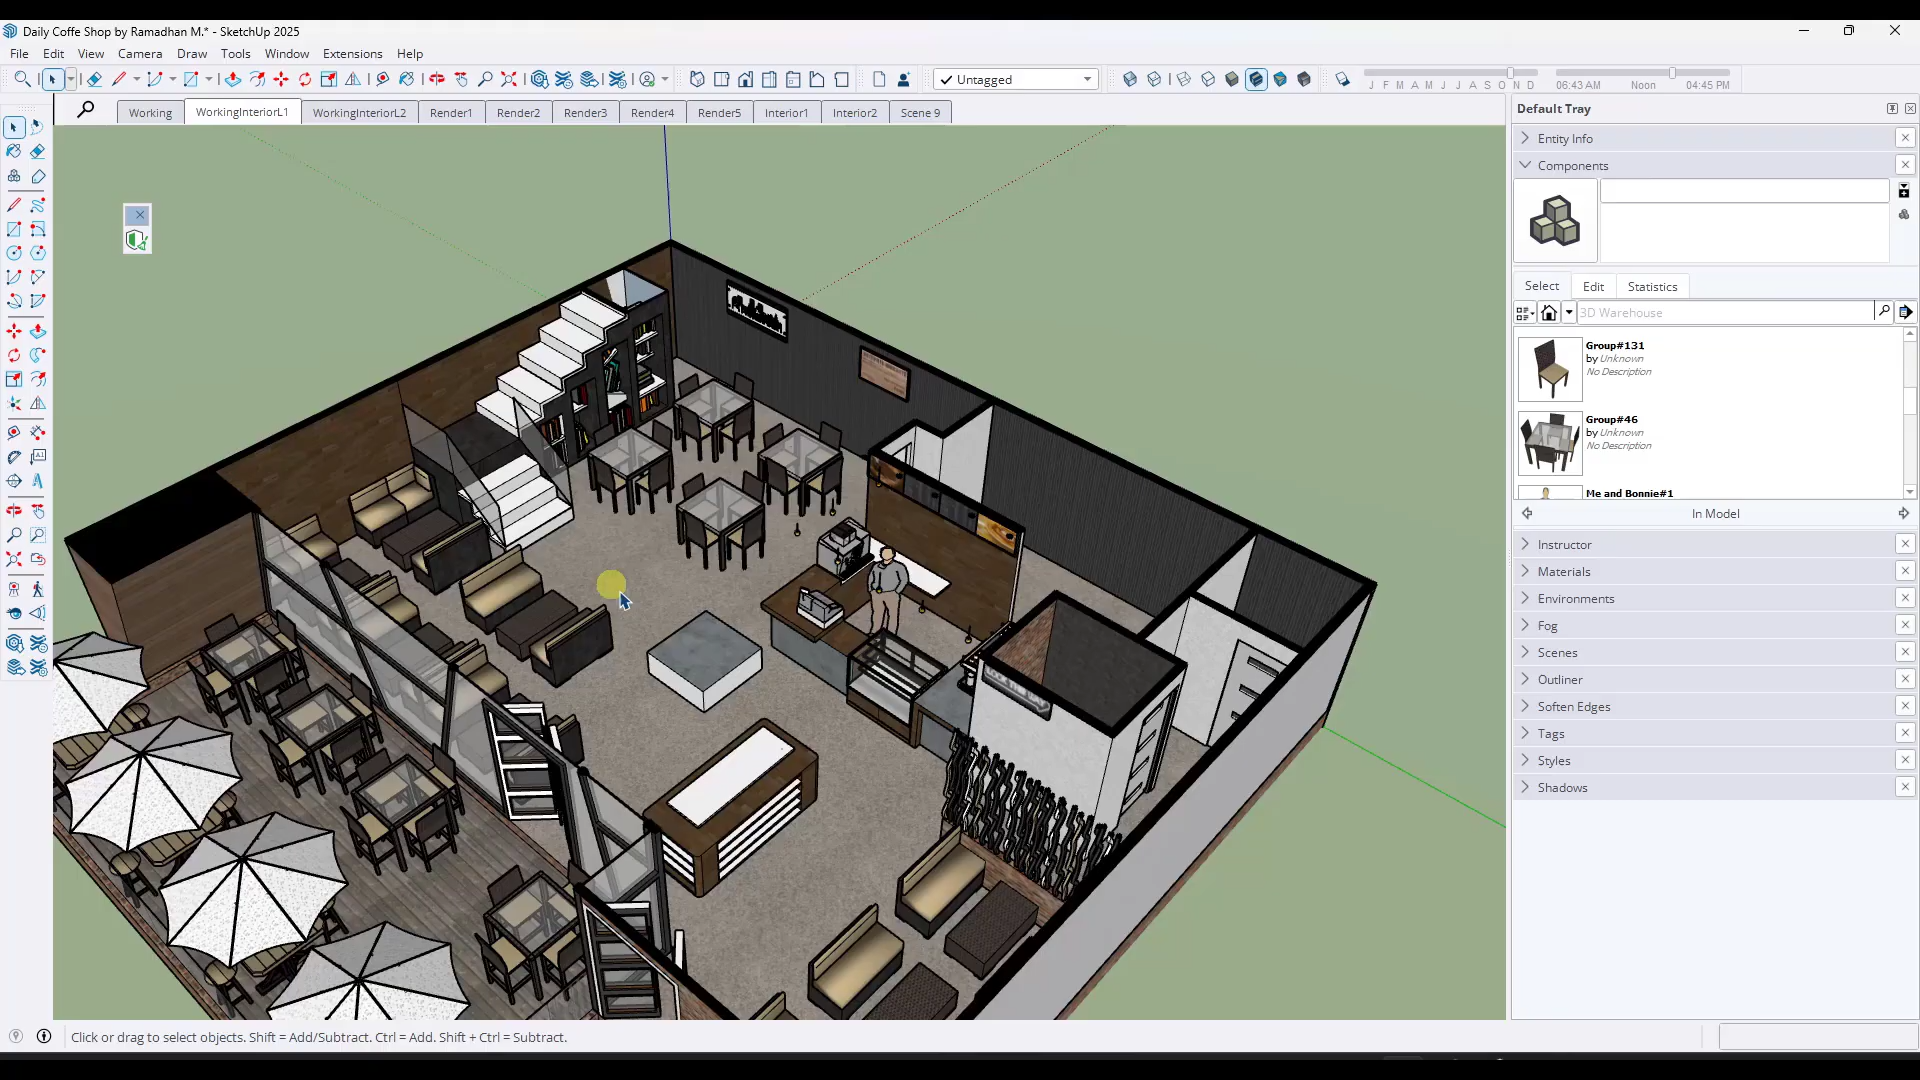 Daily Coffe Shop by Ramadhan M.* - SketchUp 2025
File Edit View Camera Draw Tools Window Extensions Help
Untagged
J F M A M J J A S O N D
06:43 AM Noon 04:45 PM
Working WorkingInteriorL1 WorkingInteriorL2 Render1 Render2 Render3 Render4 Render5 Interior1 Interior2 Scene 9
Default Tray
Entity Info
Components
Select Edit Statistics
3D Warehouse
Group#131
by Unknown
No Description
Group#46
by Unknown
No Description
Me and Bonnie#1
In Model
Instructor
Materials
Environments
Fog
Scenes
Outliner
Soften Edges
Tags
Styles
Shadows
Click or drag to select objects. Shift = Add/Subtract. Ctrl = Add. Shift + Ctrl = Subtract.